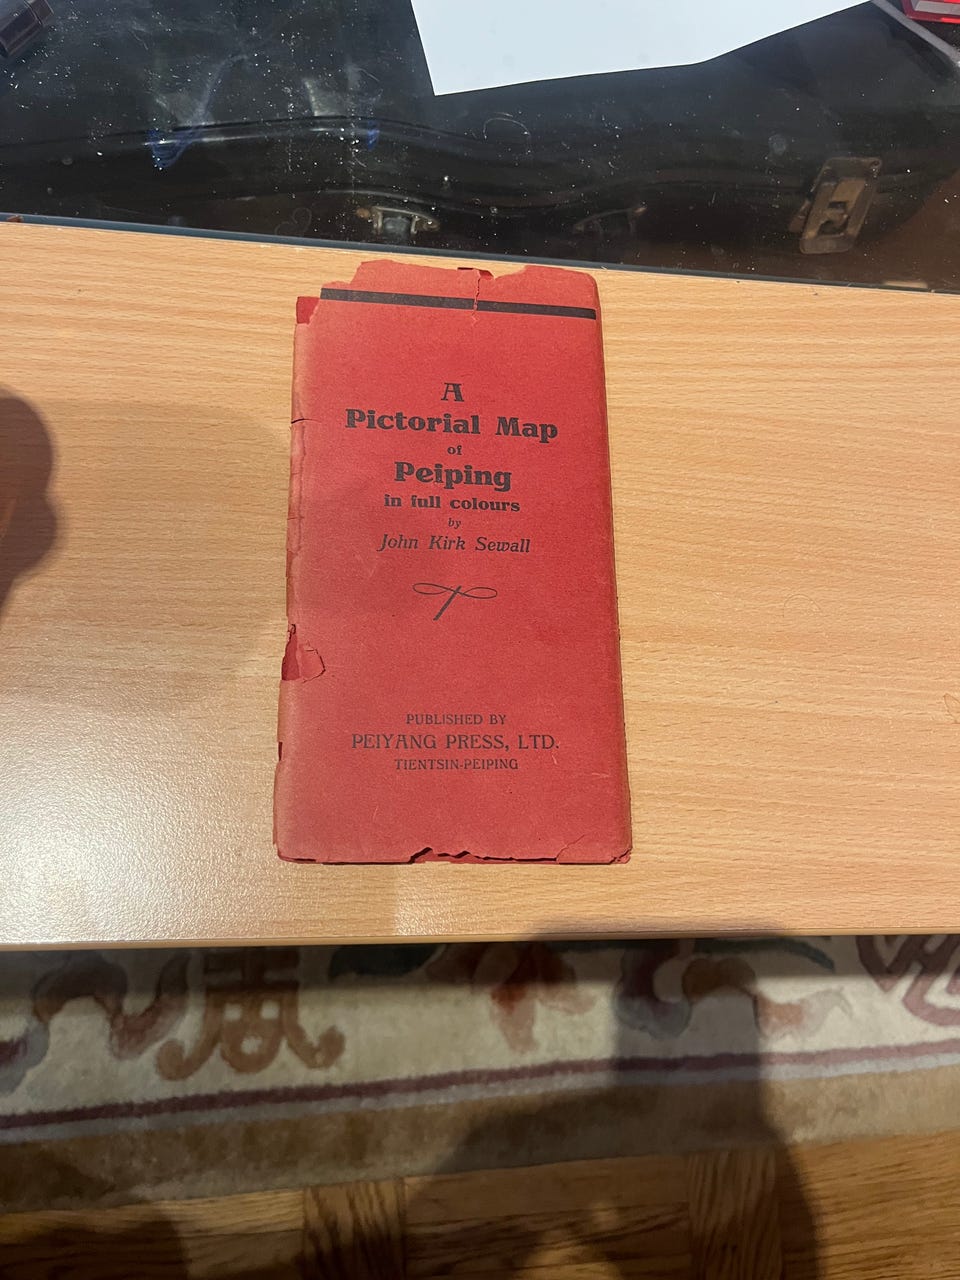 A
Pictorial Map
of
Peiping
in full colours
by
John Kirk Sewall
PUBLISHED BY
PEIYANG PRESS, LTD.
TIENTSIN-PEIPING